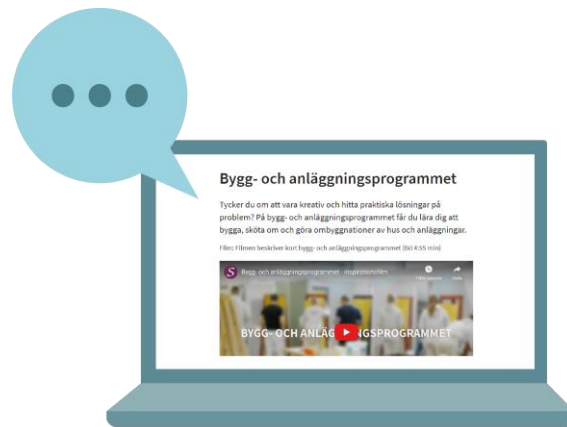 Bygg- och anläggningsprogrammet
Tycker du om att vara kreativ och hitta praktiska lösningar på
problem? På bygg- och anläggningsprogrammet får du lära dig att
bygga, sköta om och göra ombyggnationer av hus och anläggningar.
Film: Filmen beskriver kort bygg- och anläggningsprogrammet (tid 4:55 min)
S Bygg- och anläggningsprogrammet - inspirationsfilm
BYGG- OCH ANLÄG NGSPROGRAMMET